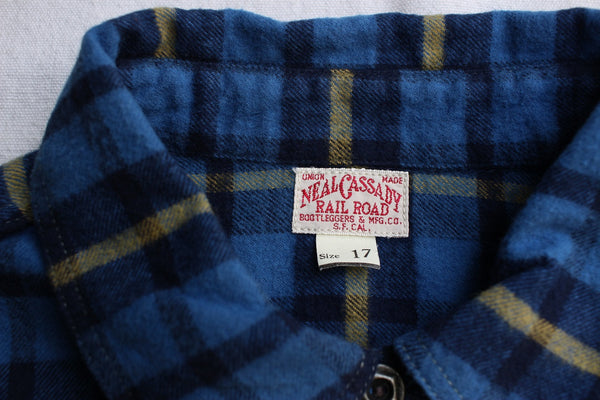 UNION MADE
NEAL CASSADY
RAIL ROAD
BOOTLEGGERS & MFG.CO.
S.F. CAL.
Size 17